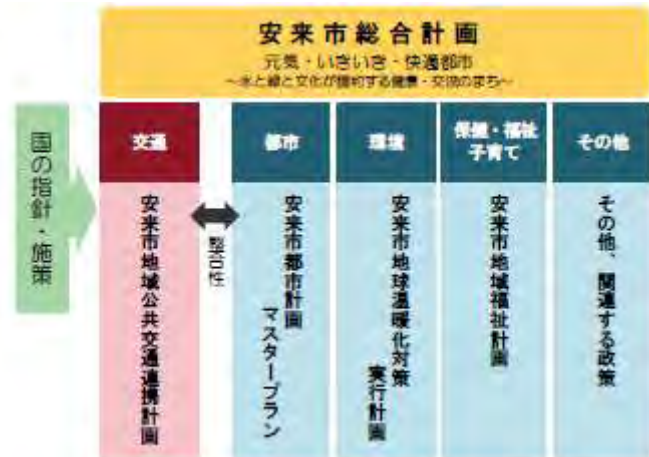 安来市総合計画
元気・いきいき・快適都市
〜水と緑と文化が調和する健康・交流のまち〜
国の指針・施策
交通
都市
環境
保健・福祉
子育て
その他
安来市地域公共交通連携計画
整合性
安来市都市計画
マスタープラン
安来市地球温暖化対策
実行計画
安来市地域福祉計画
その他、関連する政策